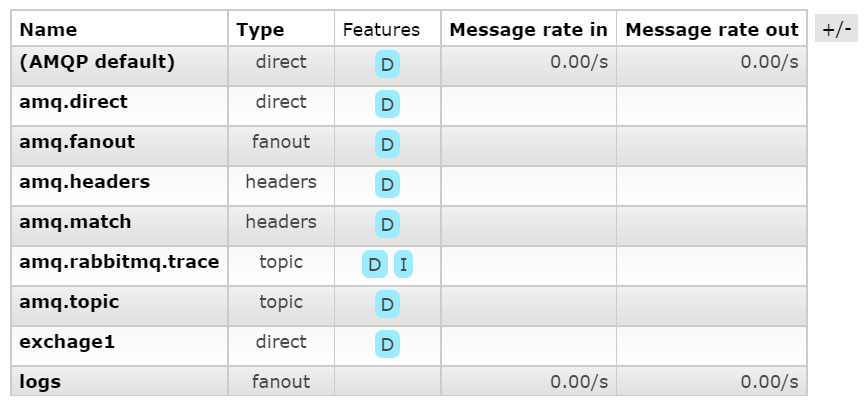 Name Type Features Message rate in Message rate out +/-
(AMQP default) direct D 0.00/s 0.00/s
amq.direct direct D
amq.fanout fanout D
amq.headers headers D
amq.match headers D
amq.rabbitmq.trace topic D I
amq.topic topic D
exchage1 direct D
logs fanout 0.00/s 0.00/s